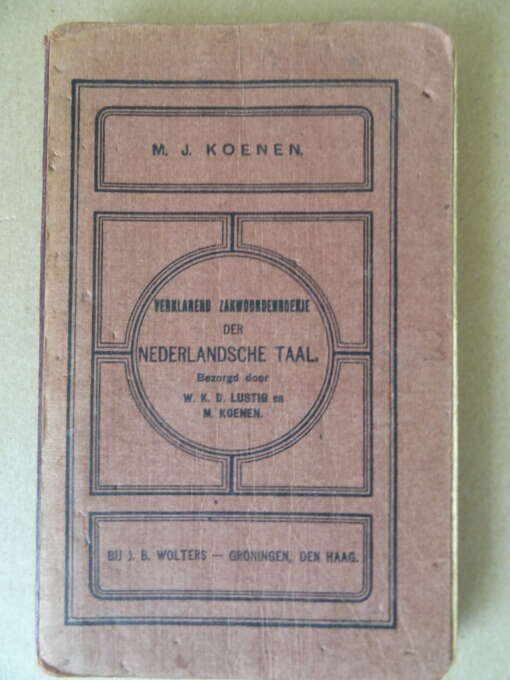 M. J. KOENEN.
VERKLAREND ZAKWOORDENBOEKJE
DER
NEDERLANDSCHE TAAL.
Bezorgd door
W. K. D. LUSTIG en
M. KOENEN.
BIJ J. B. WOLTERS — GRONINGEN, DEN HAAG.